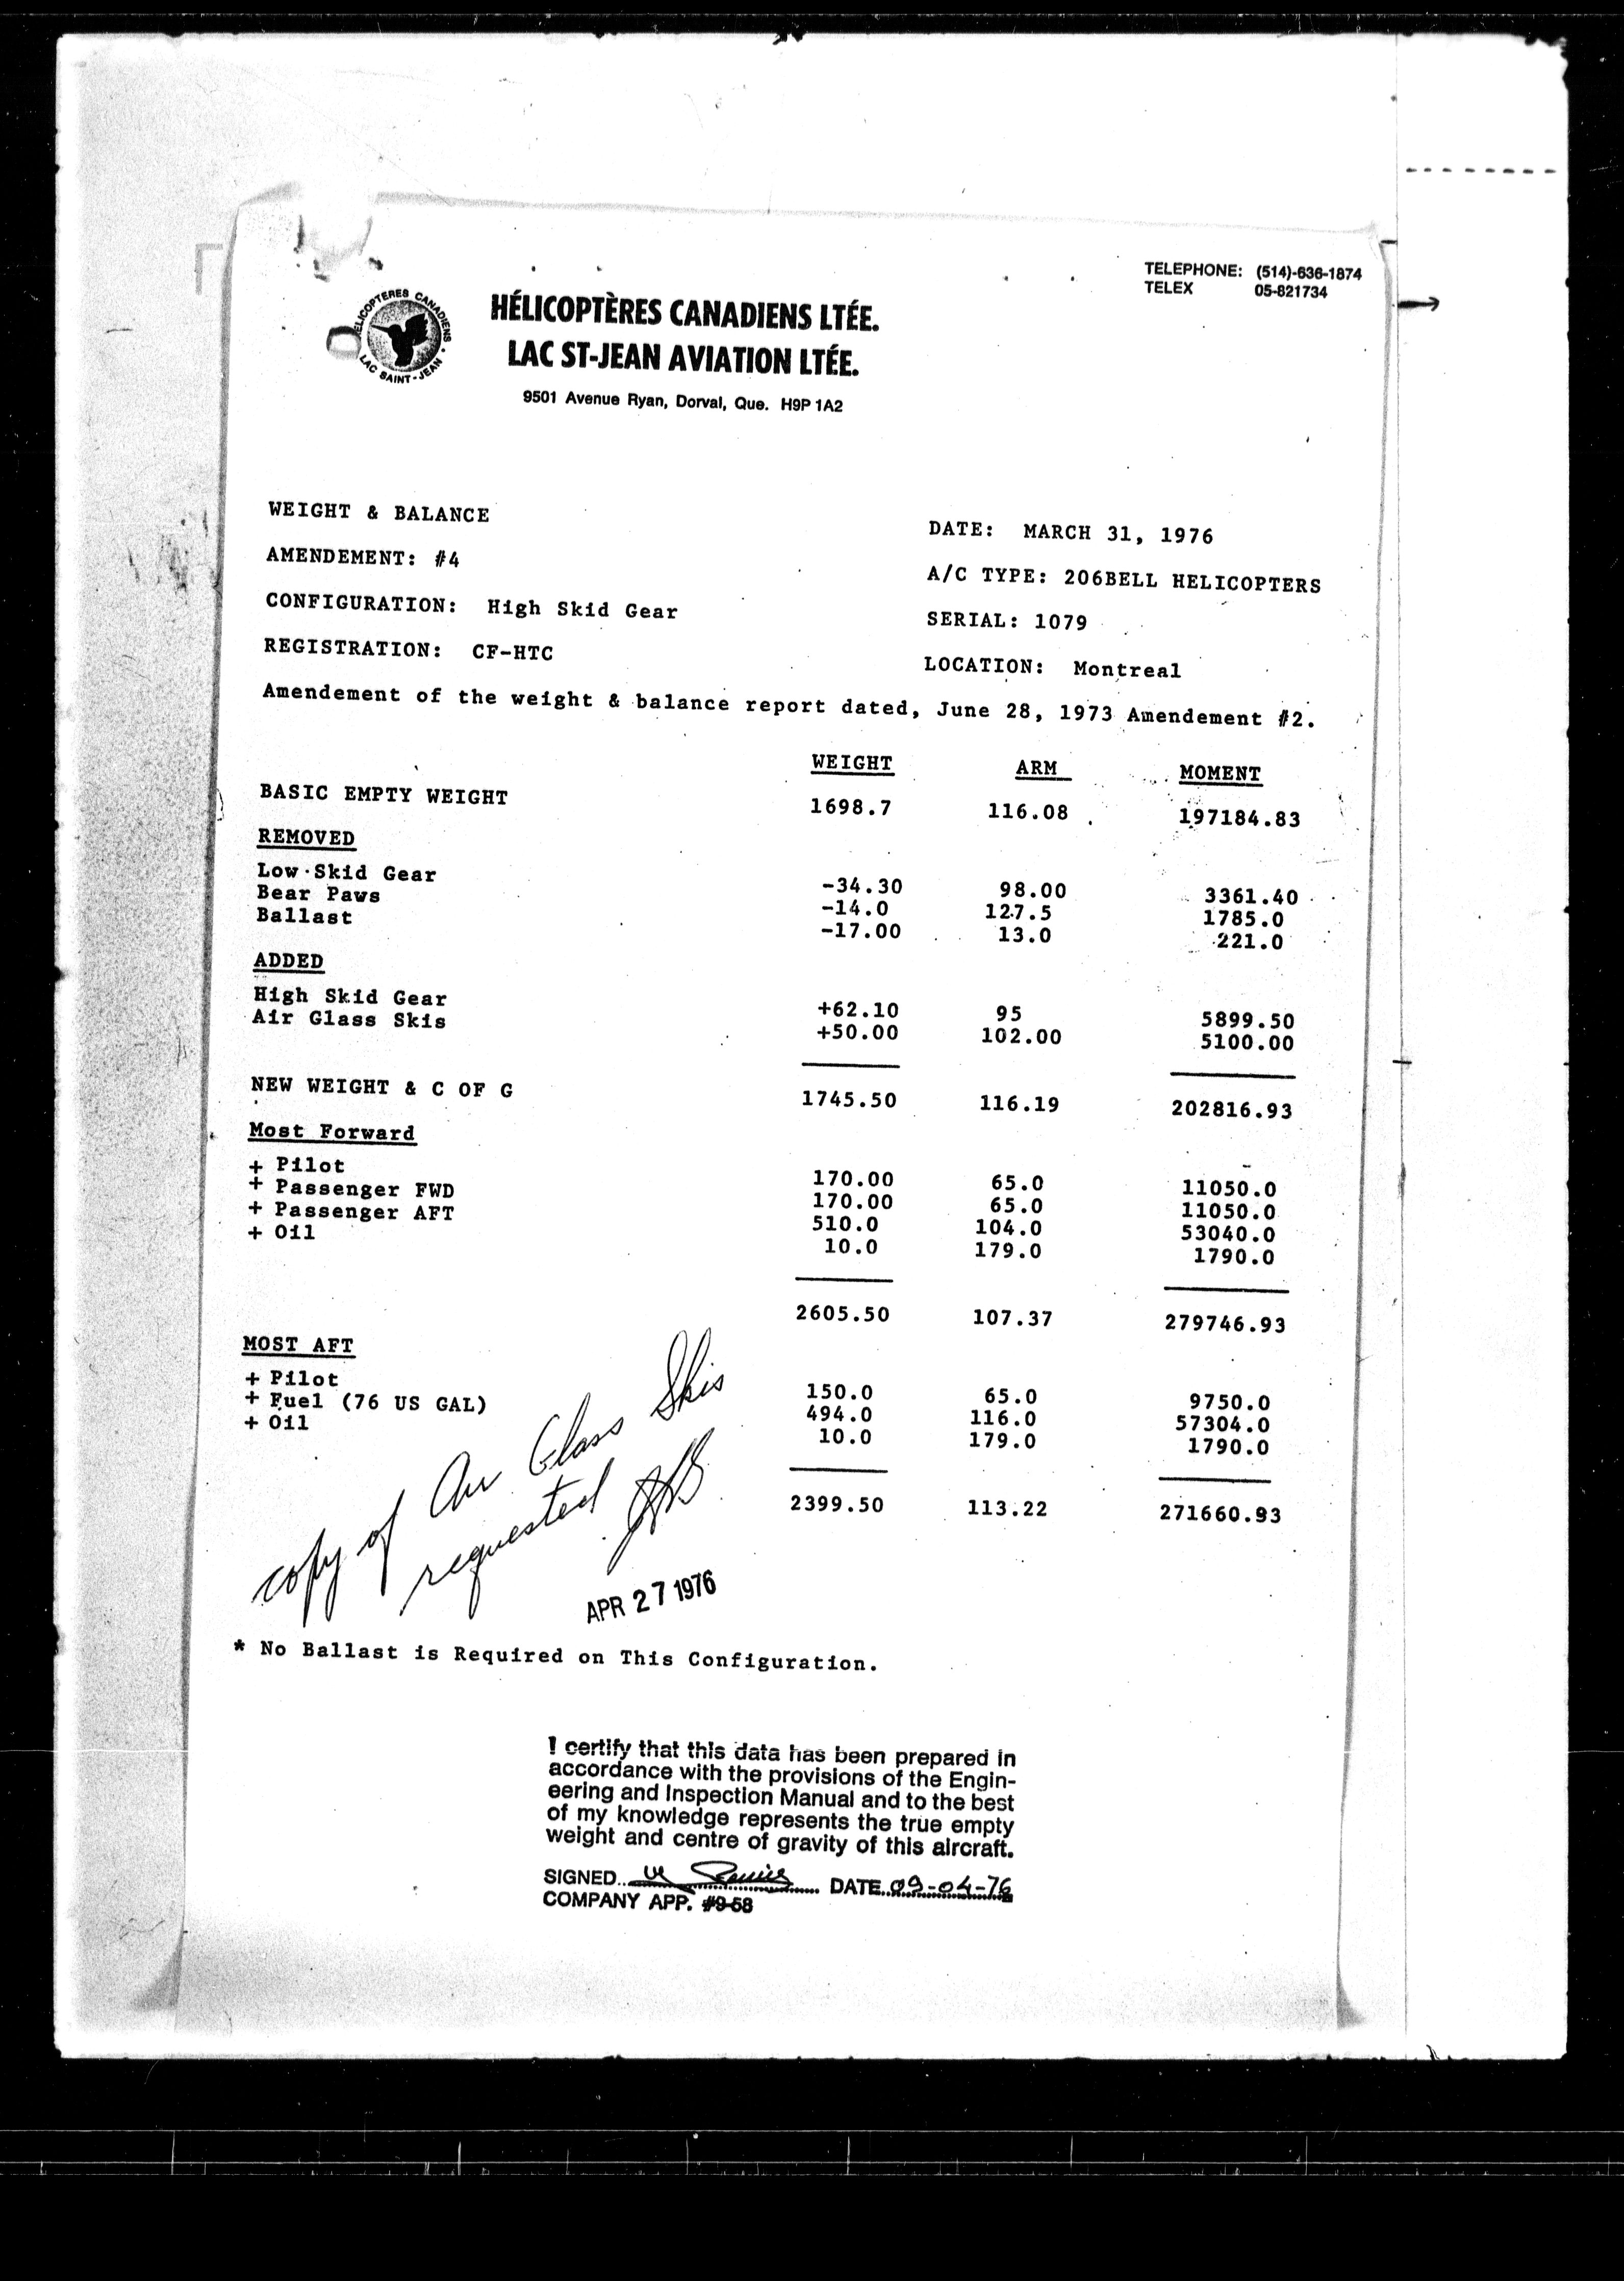 TELEPHONE: (514)-636-1874
TELEX 05-821734
HÉLICOPTÈRES CANADIENS LTÉE.
LAC ST-JEAN AVIATION LTÉE.
9501 Avenue Ryan, Dorval, Que. H9P 1A2
HELICOPTERES CANADIENS • LAC SAINT-JEAN •
WEIGHT & BALANCE DATE: MARCH 31, 1976
AMENDEMENT: #4 A/C TYPE: 206BELL HELICOPTERS
CONFIGURATION: High Skid Gear SERIAL: 1079
REGISTRATION: CF-HTC LOCATION: Montreal
Amendement of the weight & balance report dated, June 28, 1973 Amendement #2.
WEIGHT ARM MOMENT
BASIC EMPTY WEIGHT 1698.7 116.08 197184.83
REMOVED
Low Skid Gear -34.30 98.00 3361.40
Bear Paws -14.0 127.5 1785.0
Ballast -17.00 13.0 221.0
ADDED
High Skid Gear +62.10 95 5899.50
Air Glass Skis +50.00 102.00 5100.00
NEW WEIGHT & C OF G 1745.50 116.19 202816.93
Most Forward
+ Pilot 170.00 65.0 11050.0
+ Passenger FWD 170.00 65.0 11050.0
+ Passenger AFT 510.0 104.0 53040.0
+ Oil 10.0 179.0 1790.0
2605.50 107.37 279746.93
MOST AFT
+ Pilot 150.0 65.0 9750.0
+ Fuel (76 US GAL) 494.0 116.0 57304.0
+ Oil 10.0 179.0 1790.0
2399.50 113.22 271660.93
copy of Air Glass Skis
requested
APR 27 1976
* No Ballast is Required on This Configuration.
I certify that this data has been prepared in
accordance with the provisions of the Engin-
eering and Inspection Manual and to the best
of my knowledge represents the true empty
weight and centre of gravity of this aircraft.
SIGNED DATE 09-04-76
COMPANY APP. #9-58